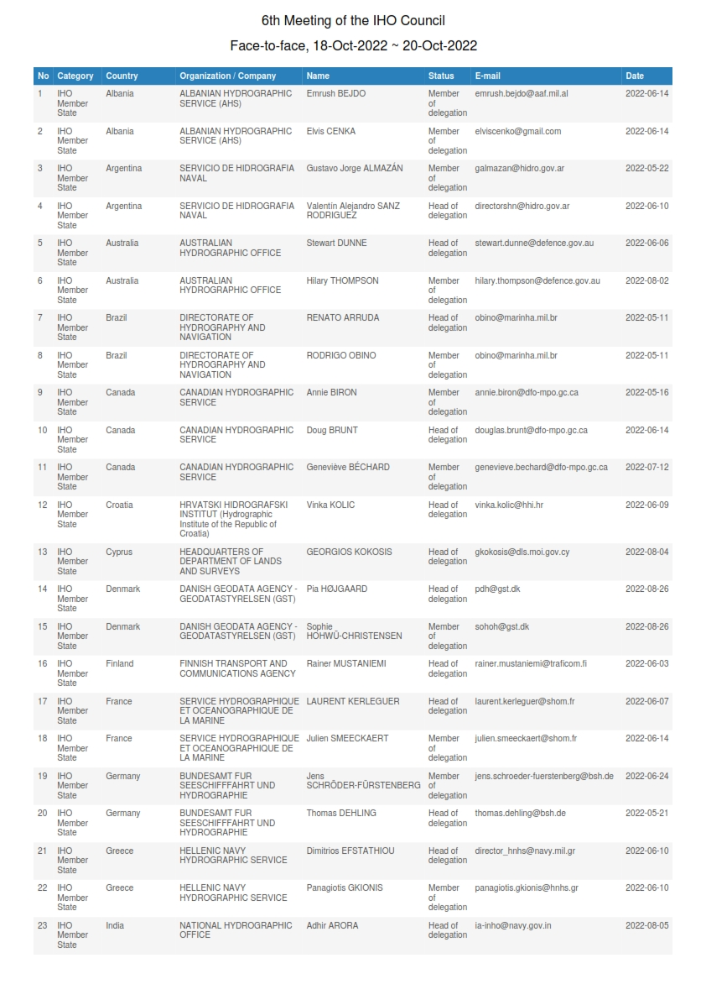 6th Meeting of the IHO Council
Face-to-face, 18-Oct-2022 ~ 20-Oct-2022
No Category Country Organization / Company Name Status E-mail Date
1 IHO Albania ALBANIAN HYDROGRAPHIC Emrush BEJDO Member emrush.bejdo@aaf.mil.al 2022-06-14
Member SERVICE (AHS) of
State delegation
2 IHO Albania ALBANIAN HYDROGRAPHIC Elvis CENKA Member elviscenko@gmail.com 2022-06-14
Member SERVICE (AHS) of
State delegation
3 IHO Argentina SERVICIO DE HIDROGRAFIA Gustavo Jorge ALMAZÁN Member galmazan@hidro.gov.ar 2022-05-22
Member NAVAL of
State delegation
4 IHO Argentina SERVICIO DE HIDROGRAFIA Valentín Alejandro SANZ Head of directorshn@hidro.gov.ar 2022-06-10
Member NAVAL RODRIGUEZ delegation
State
5 IHO Australia AUSTRALIAN Stewart DUNNE Head of stewart.dunne@defence.gov.au 2022-06-06
Member HYDROGRAPHIC OFFICE delegation
State
6 IHO Australia AUSTRALIAN Hilary THOMPSON Member hilary.thompson@defence.gov.au 2022-08-02
Member HYDROGRAPHIC OFFICE of
State delegation
7 IHO Brazil DIRECTORATE OF RENATO ARRUDA Head of obino@marinha.mil.br 2022-05-11
Member HYDROGRAPHY AND delegation
State NAVIGATION
8 IHO Brazil DIRECTORATE OF RODRIGO OBINO Member obino@marinha.mil.br 2022-05-11
Member HYDROGRAPHY AND of
State NAVIGATION delegation
9 IHO Canada CANADIAN HYDROGRAPHIC Annie BIRON Member annie.biron@dfo-mpo.gc.ca 2022-05-16
Member SERVICE of
State delegation
10 IHO Canada CANADIAN HYDROGRAPHIC Doug BRUNT Head of douglas.brunt@dfo-mpo.gc.ca 2022-06-14
Member SERVICE delegation
State
11 IHO Canada CANADIAN HYDROGRAPHIC Geneviève BÉCHARD Member genevieve.bechard@dfo-mpo.gc.ca 2022-07-12
Member SERVICE of
State delegation
12 IHO Croatia HRVATSKI HIDROGRAFSKI Vinka KOLIC Head of vinka.kolic@hhi.hr 2022-06-09
Member INSTITUT (Hydrographic delegation
State Institute of the Republic of
Croatia)
13 IHO Cyprus HEADQUARTERS OF GEORGIOS KOKOSIS Head of gkokosis@dls.moi.gov.cy 2022-08-04
Member DEPARTMENT OF LANDS delegation
State AND SURVEYS
14 IHO Denmark DANISH GEODATA AGENCY - Pia HØJGAARD Head of pdh@gst.dk 2022-08-26
Member GEODATASTYRELSEN (GST) delegation
State
15 IHO Denmark DANISH GEODATA AGENCY - Sophie Member sohoh@gst.dk 2022-08-26
Member GEODATASTYRELSEN (GST) HOHWÜ-CHRISTENSEN of
State delegation
16 IHO Finland FINNISH TRANSPORT AND Rainer MUSTANIEMI Head of rainer.mustaniemi@traficom.fi 2022-06-03
Member COMMUNICATIONS AGENCY delegation
State
17 IHO France SERVICE HYDROGRAPHIQUE LAURENT KERLEGUER Head of laurent.kerleguer@shom.fr 2022-06-07
Member ET OCEANOGRAPHIQUE DE delegation
State LA MARINE
18 IHO France SERVICE HYDROGRAPHIQUE Julien SMEECKAERT Member julien.smeeckaert@shom.fr 2022-06-14
Member ET OCEANOGRAPHIQUE DE of
State LA MARINE delegation
19 IHO Germany BUNDESAMT FUR Jens Member jens.schroeder-fuerstenberg@bsh.de 2022-06-24
Member SEESCHIFFFAHRT UND SCHRÖDER-FÜRSTENBERG of
State HYDROGRAPHIE delegation
20 IHO Germany BUNDESAMT FUR Thomas DEHLING Head of thomas.dehling@bsh.de 2022-05-21
Member SEESCHIFFFAHRT UND delegation
State HYDROGRAPHIE
21 IHO Greece HELLENIC NAVY Dimitrios EFSTATHIOU Head of director_hnhs@navy.mil.gr 2022-06-10
Member HYDROGRAPHIC SERVICE delegation
State
22 IHO Greece HELLENIC NAVY Panagiotis GKIONIS Member panagiotis.gkionis@hnhs.gr 2022-06-10
Member HYDROGRAPHIC SERVICE of
State delegation
23 IHO India NATIONAL HYDROGRAPHIC Adhir ARORA Head of ia-inho@navy.gov.in 2022-08-05
Member OFFICE delegation
State